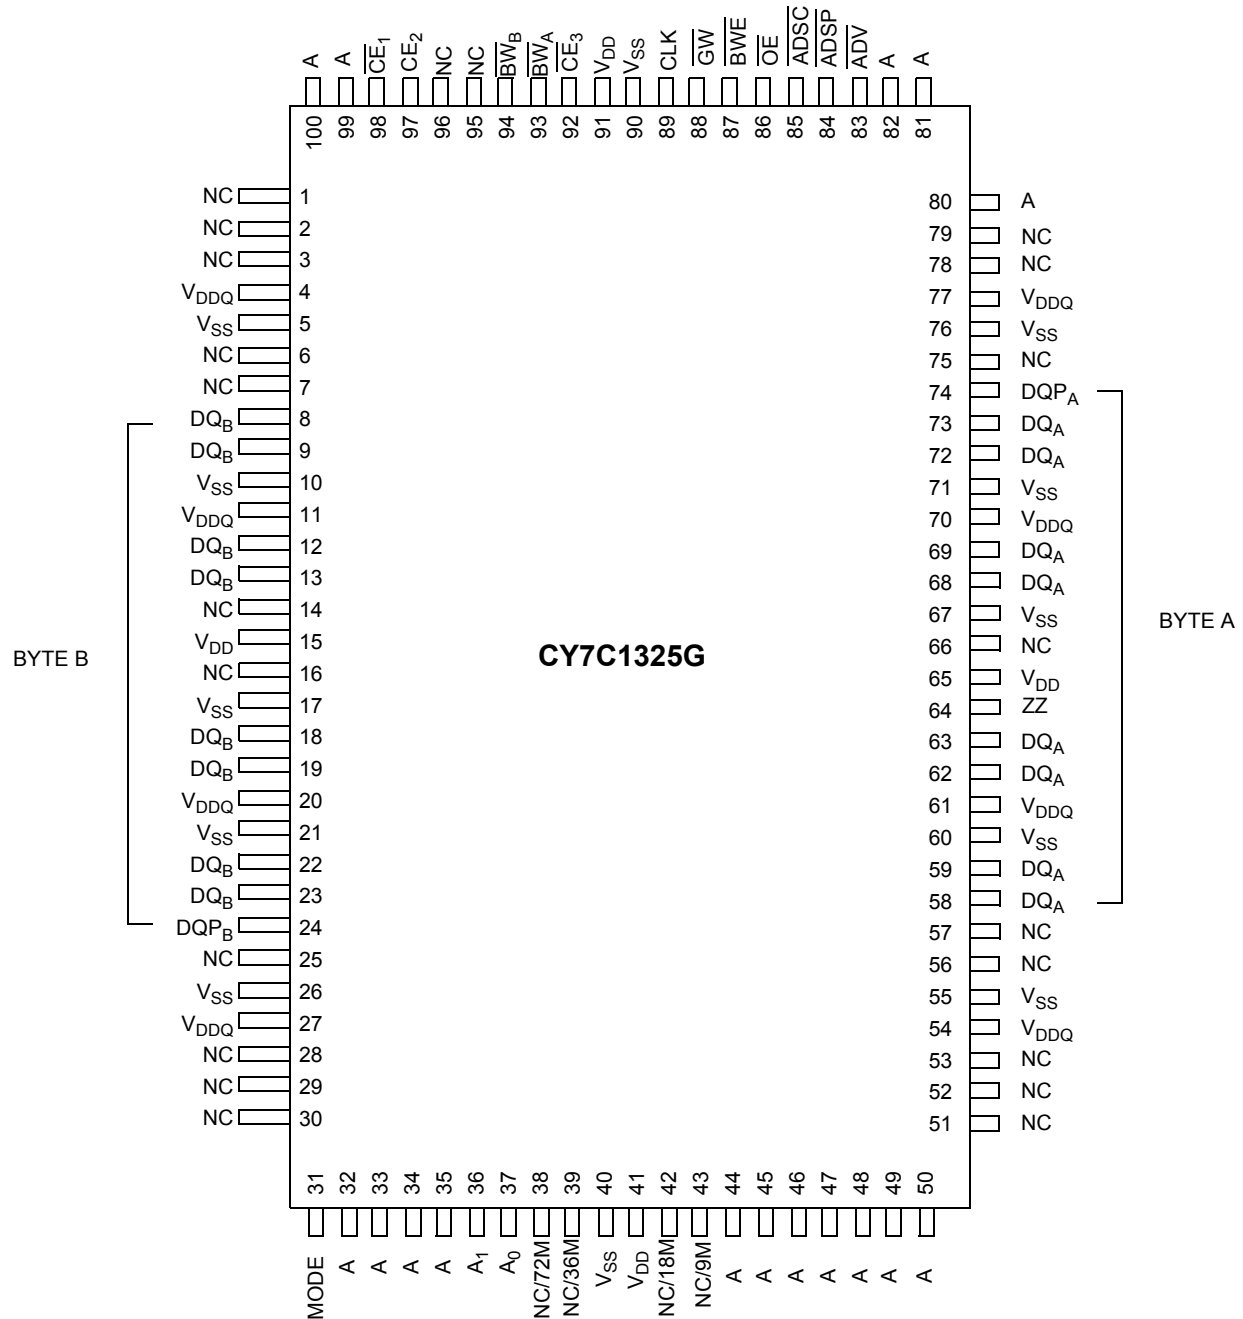 A A CE1 CE2 NC NC BWB BWA CE3 VDD VSS CLK GW BWE OE ADSC ADSP ADV A A
100 99 98 97 96 95 94 93 92 91 90 89 88 87 86 85 84 83 82 81
NC 1
NC 2
NC 3
VDDQ 4
VSS 5
NC 6
NC 7
DQB 8
DQB 9
VSS 10
VDDQ 11
DQB 12
DQB 13
NC 14
VDD 15
NC 16
VSS 17
DQB 18
DQB 19
VDDQ 20
VSS 21
DQB 22
DQB 23
DQPB 24
NC 25
VSS 26
VDDQ 27
NC 28
NC 29
NC 30
BYTE B
CY7C1325G
80 A
79 NC
78 NC
77 VDDQ
76 VSS
75 NC
74 DQPA
73 DQA
72 DQA
71 VSS
70 VDDQ
69 DQA
68 DQA
67 VSS
66 NC
65 VDD
64 ZZ
63 DQA
62 DQA
61 VDDQ
60 VSS
59 DQA
58 DQA
57 NC
56 NC
55 VSS
54 VDDQ
53 NC
52 NC
51 NC
BYTE A
31 32 33 34 35 36 37 38 39 40 41 42 43 44 45 46 47 48 49 50
MODE A A A A A1 A0 NC/72M NC/36M VSS VDD NC/18M NC/9M A A A A A A A